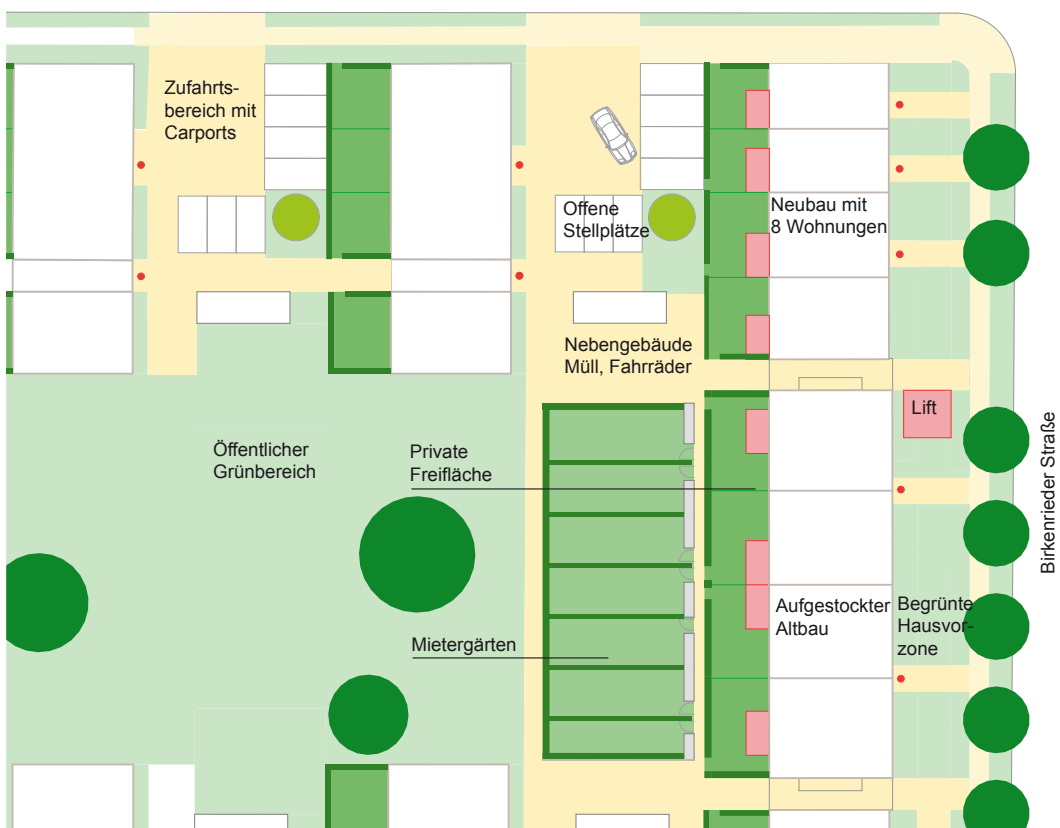 Zufahrts-
bereich mit
Carports
Offene
Stellplätze
Neubau mit
8 Wohnungen
Nebengebäude
Müll, Fahrräder
Lift
Öffentlicher
Grünbereich
Private
Freifläche
Birkenrieder Straße
Aufgestockter
Altbau
Begrünte
Hausvor-
zone
Mietergärten